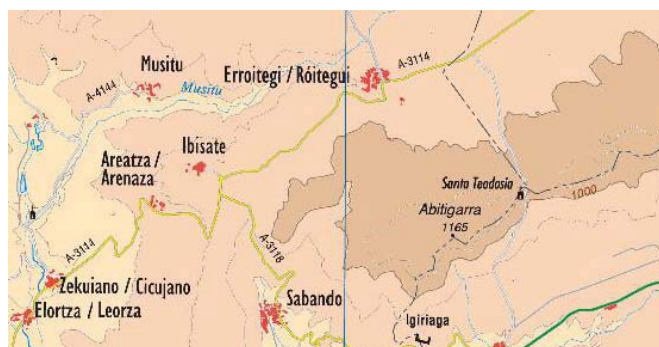 Musitu
Erroitegi / Róitegui
A-3114
A-4144
Musitu
Areatza /
Arenaza
Ibisate
Santa Teodosia
1000
Abitigarra
1165
A-3114
A-3118
Zekuiano / Cicujano
Sabando
Elortza / Leorza
Igiriaga